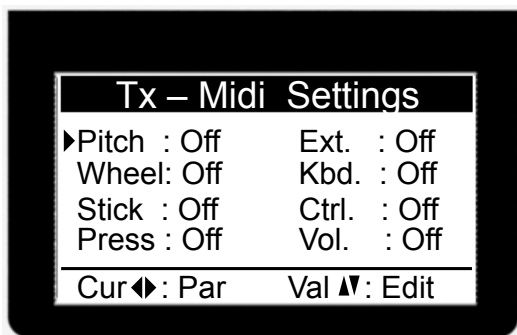 Tx – Midi Settings
Pitch : Off Ext. : Off
Wheel: Off Kbd. : Off
Stick : Off Ctrl. : Off
Press : Off Vol. : Off
Cur◀▶: Par Val ▲▼: Edit